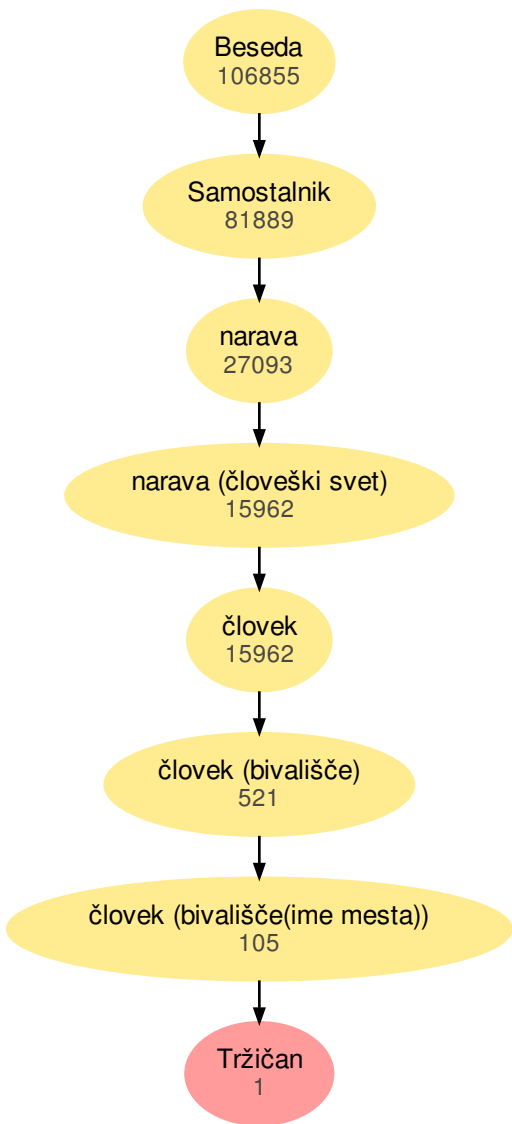 Beseda
106855
Samostalnik
81889
narava
27093
narava (človeški svet)
15962
človek
15962
človek (bivališče)
521
človek (bivališče(ime mesta))
105
Tržičan
1